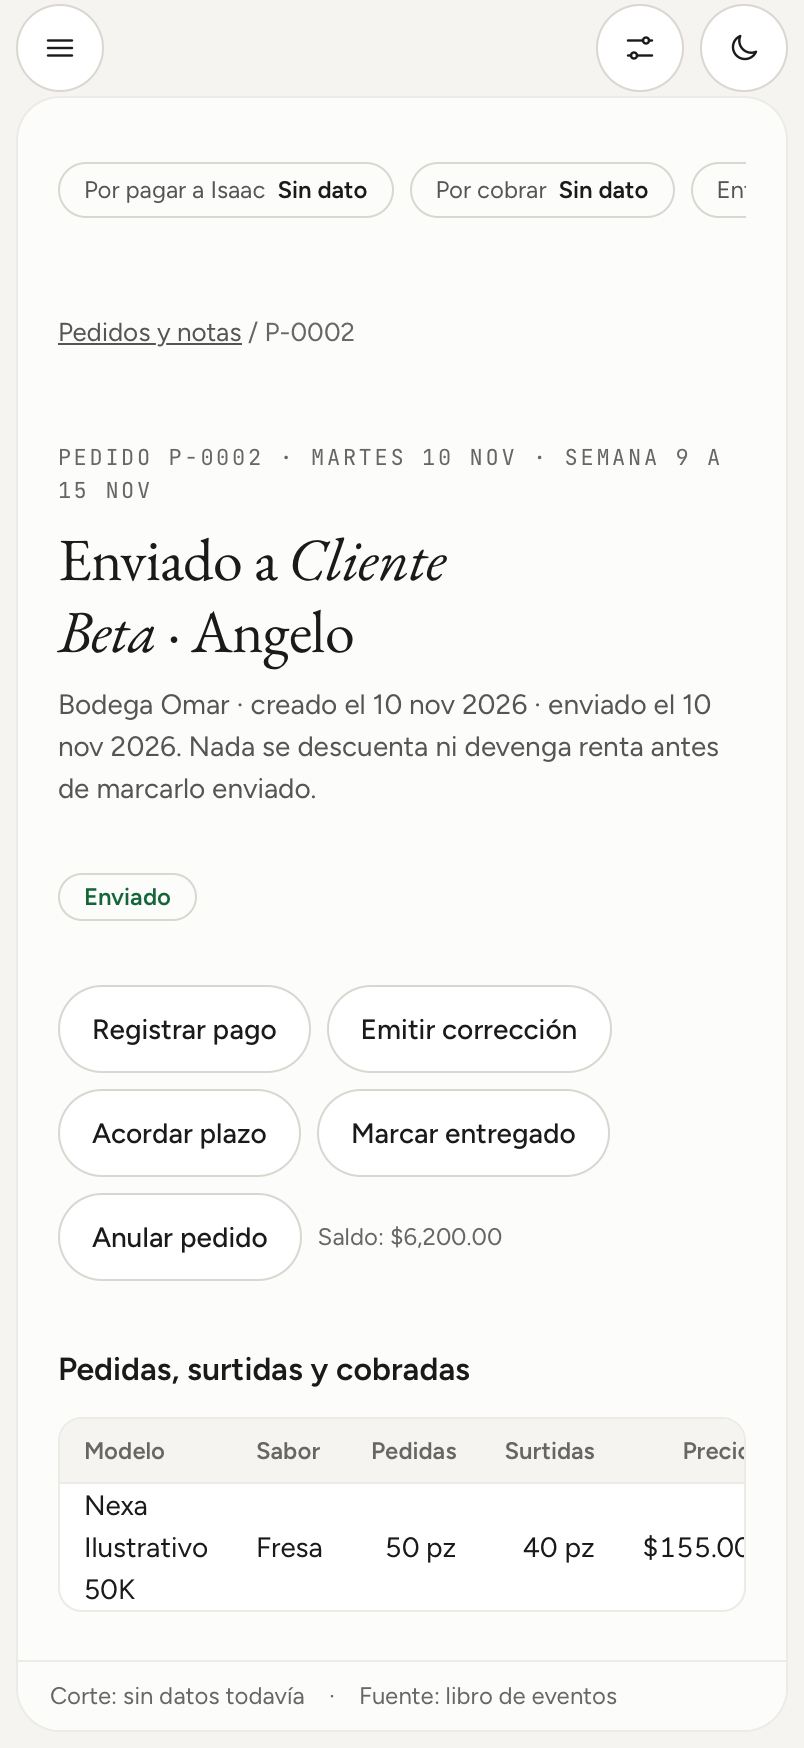 Por pagar a Isaac Sin dato Por cobrar Sin dato
Pedidos y notas / P-0002
PEDIDO P-0002 · MARTES 10 NOV · SEMANA 9 A
15 NOV
Enviado a Cliente
Beta · Angelo
Bodega Omar · creado el 10 nov 2026 · enviado el 10
nov 2026. Nada se descuenta ni devenga renta antes
de marcarlo enviado.
Enviado
Registrar pago Emitir corrección
Acordar plazo Marcar entregado
Anular pedido Saldo: $6,200.00
Pedidas, surtidas y cobradas
Modelo Sabor Pedidas Surtidas Precio
Nexa
Ilustrativo Fresa 50 pz 40 pz $155.00
50K
Corte: sin datos todavía · Fuente: libro de eventos